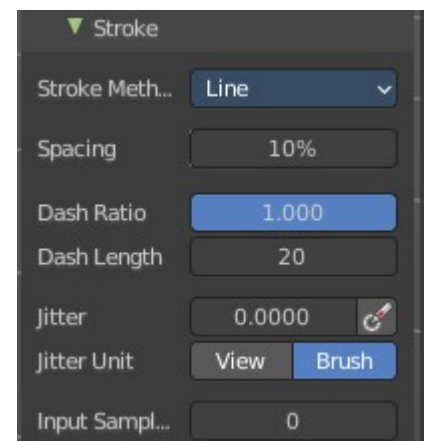 Stroke
Stroke Meth... Line
Spacing 10%
Dash Ratio 1.000
Dash Length 20
Jitter 0.0000
Jitter Unit View Brush
Input Sampl... 0